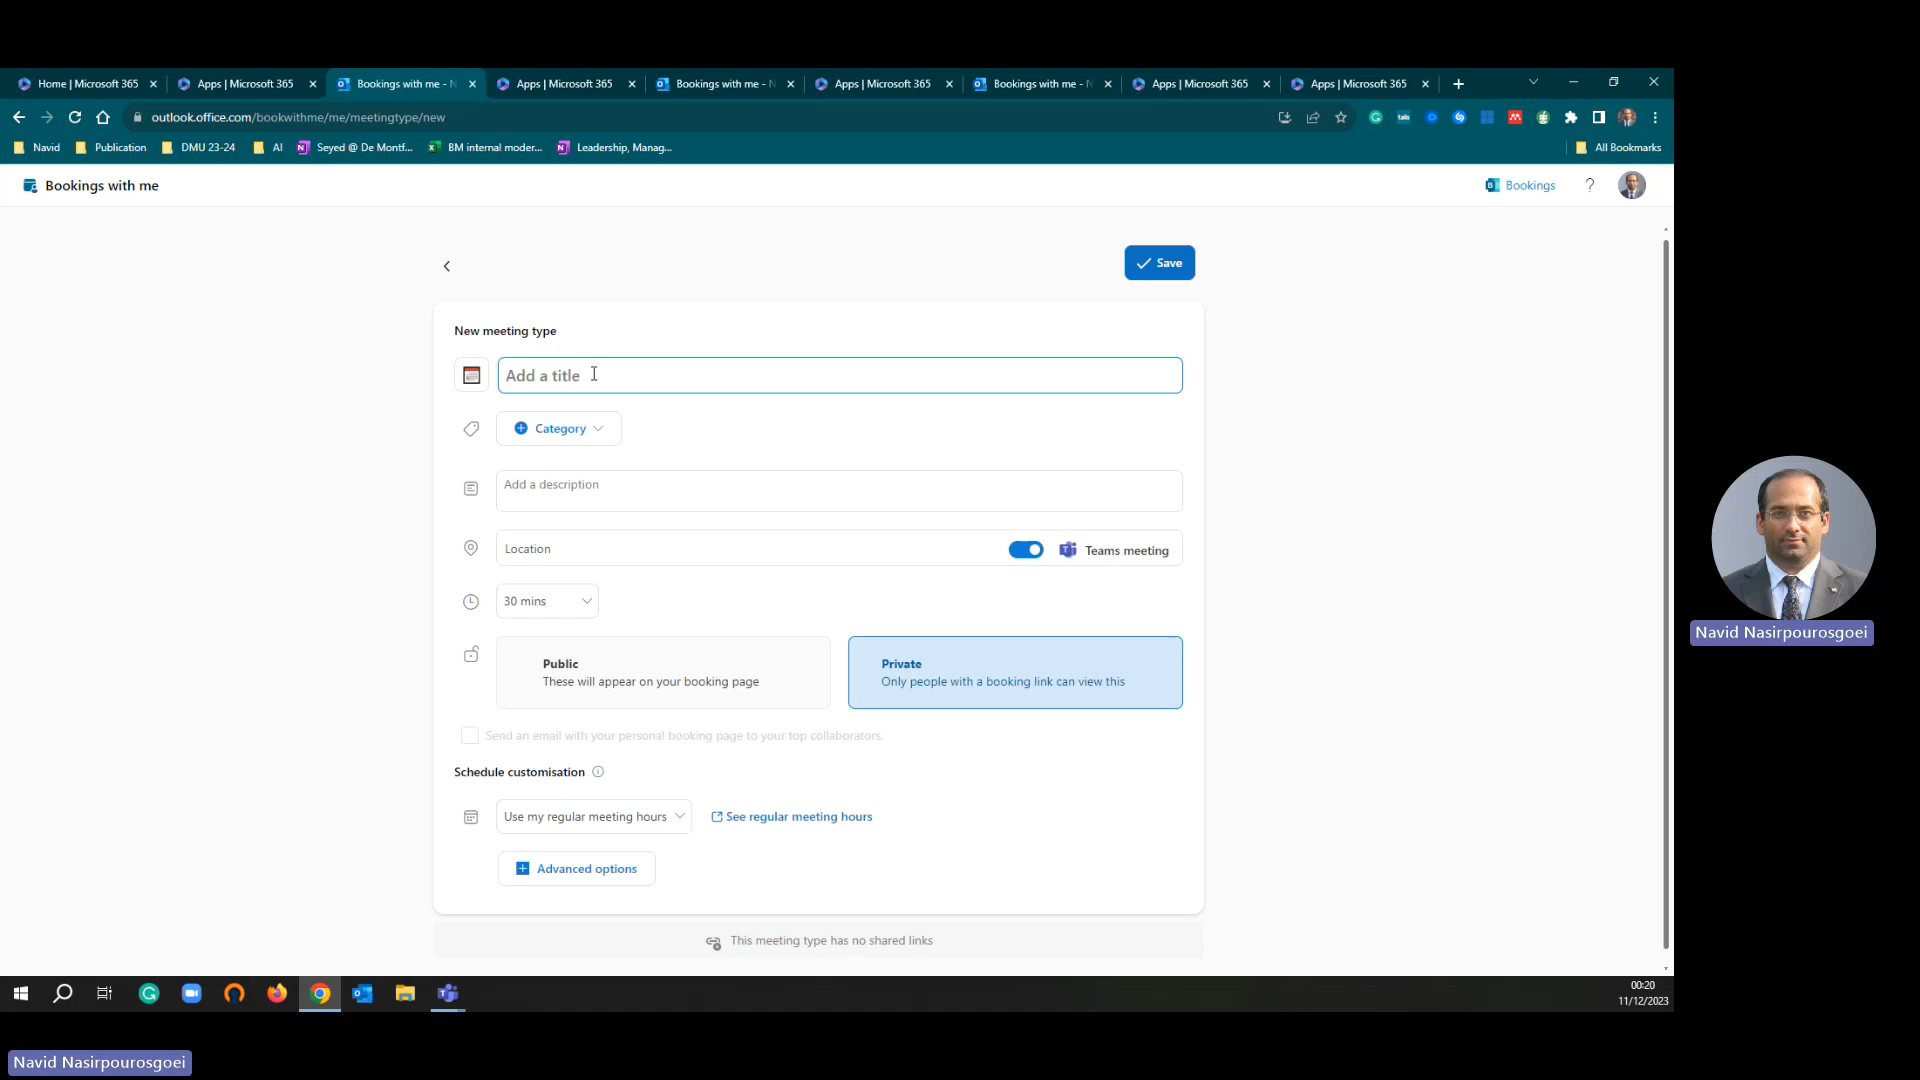 Home | Microsoft 365
Apps | Microsoft 365
Bookings with me - N
Apps | Microsoft 365
Bookings with me - N
Apps | Microsoft 365
Bookings with me - N
Apps | Microsoft 365
Apps | Microsoft 365
outlook.office.com/bookwithme/me/meetingtype/new
Navid
Publication
DMU 23-24
AI
Seyed @ De Montf...
BM internal moder...
Leadership, Manag...
All Bookmarks
Bookings with me
Bookings
Save
New meeting type
Add a title
Category
Add a description
Location
Teams meeting
30 mins
Public
These will appear on your booking page
Private
Only people with a booking link can view this
Send an email with your personal booking page to your top collaborators.
Schedule customisation
Use my regular meeting hours
See regular meeting hours
Advanced options
This meeting type has no shared links
00:20
11/12/2023
Navid Nasirpourosgoei
Navid Nasirpourosgoei